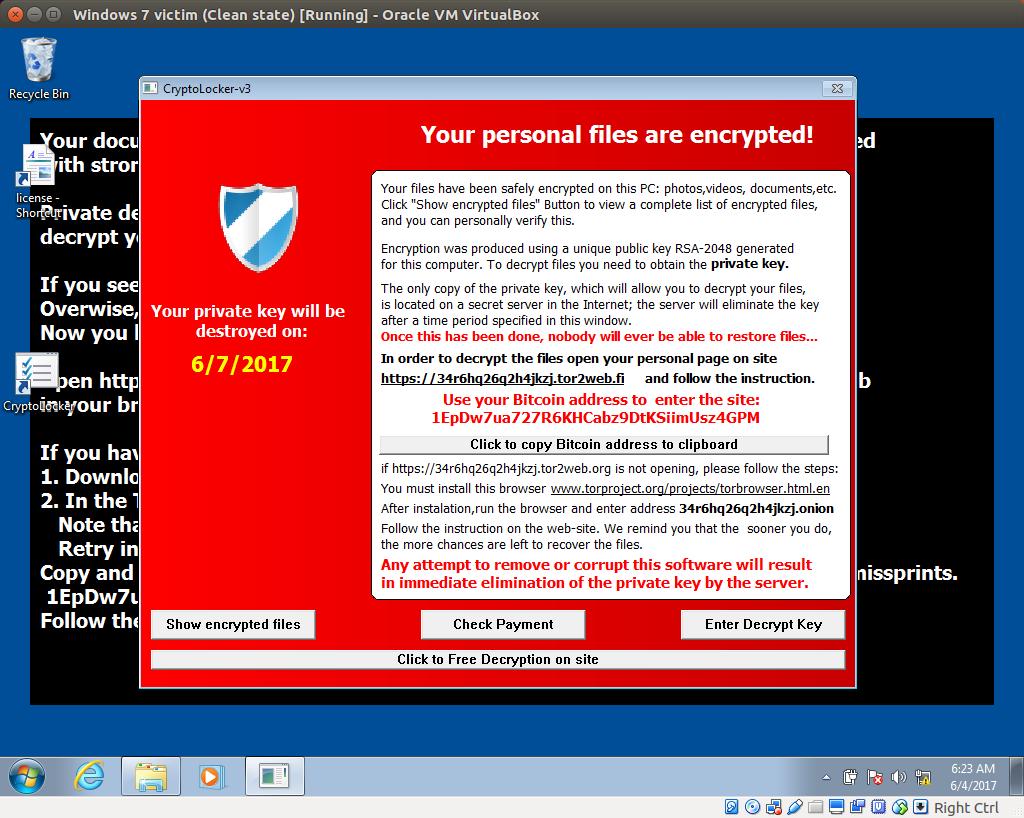 Windows 7 victim (Clean state) [Running] - Oracle VM VirtualBox
Recycle Bin
license -
Shortcut
CryptoLocker
Your docu
ed
with stron
Private de
decrypt y
If you see
Overwise,
Now you
pen http
b
in your br
If you hav
1. Downlo
2. In the T
Note tha
Retry in
Copy and
missprints.
1EpDw7u
Follow the
CryptoLocker-v3
Your personal files are encrypted!
Your private key will be
destroyed on:
6/7/2017
Your files have been safely encrypted on this PC: photos,videos, documents,etc.
Click "Show encrypted files" Button to view a complete list of encrypted files,
and you can personally verify this.
Encryption was produced using a unique public key RSA-2048 generated
for this computer. To decrypt files you need to obtain the private key.
The only copy of the private key, which will allow you to decrypt your files,
is located on a secret server in the Internet; the server will eliminate the key
after a time period specified in this window.
Once this has been done, nobody will ever be able to restore files...
In order to decrypt the files open your personal page on site
https://34r6hq26q2h4jkzj.tor2web.fi and follow the instruction.
Use your Bitcoin address to enter the site:
1EpDw7ua727R6KHCabz9DtKSiimUsz4GPM
Click to copy Bitcoin address to clipboard
if https://34r6hq26q2h4jkzj.tor2web.org is not opening, please follow the steps:
You must install this browser www.torproject.org/projects/torbrowser.html.en
After instalation,run the browser and enter address 34r6hq26q2h4jkzj.onion
Follow the instruction on the web-site. We remind you that the sooner you do,
the more chances are left to recover the files.
Any attempt to remove or corrupt this software will result
in immediate elimination of the private key by the server.
Show encrypted files
Check Payment
Enter Decrypt Key
Click to Free Decryption on site
6:23 AM
6/4/2017
Right Ctrl